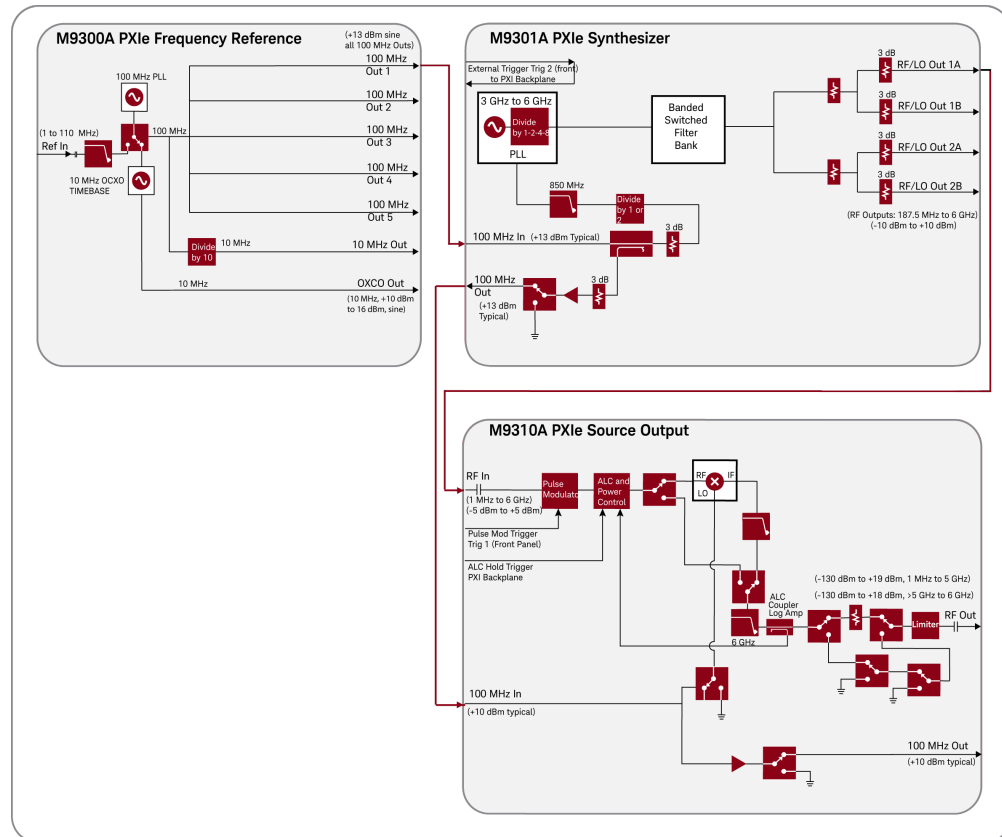 M9300A PXIe Frequency Reference
(+13 dBm sine
all 100 MHz Outs)
100 MHz
Out 1
100 MHz PLL
100 MHz
Out 2
(1 to 110 MHz)
Ref In
100 MHz
100 MHz
Out 3
10 MHz OCXO
TIMEBASE
100 MHz
Out 4
100 MHz
Out 5
Divide
by 10
10 MHz
10 MHz Out
10 MHz
OXCO Out
(10 MHz, +10 dBm
to 16 dBm, sine)
M9301A PXIe Synthesizer
External Trigger Trig 2 (front)
to PXI Backplane
3 GHz to 6 GHz
Divide
by 1-2-4-8
PLL
Banded
Switched
Filter
Bank
3 dB
RF/LO Out 1A
3 dB
RF/LO Out 1B
3 dB
RF/LO Out 2A
3 dB
RF/LO Out 2B
(RF Outputs: 187.5 MHz to 6 GHz)
(-10 dBm to +10 dBm)
850 MHz
Divide
by 1 or
2
100 MHz In (+13 dBm Typical)
3 dB
100 MHz
Out
(+13 dBm
Typical)
3 dB
M9310A PXIe Source Output
RF In
(1 MHz to 6 GHz)
(-5 dBm to +5 dBm)
Pulse
Modulato
ALC and
Power
Control
RF
IF
LO
Pulse Mod Trigger
Trig 1 (Front Panel)
ALC Hold Trigger
PXI Backplane
(-130 dBm to +19 dBm, 1 MHz to 5 GHz)
(-130 dBm to +18 dBm, >5 GHz to 6 GHz)
ALC
Coupler
Log Amp
6 GHz
Limiter
RF Out
100 MHz In
(+10 dBm typical)
100 MHz Out
(+10 dBm typical)